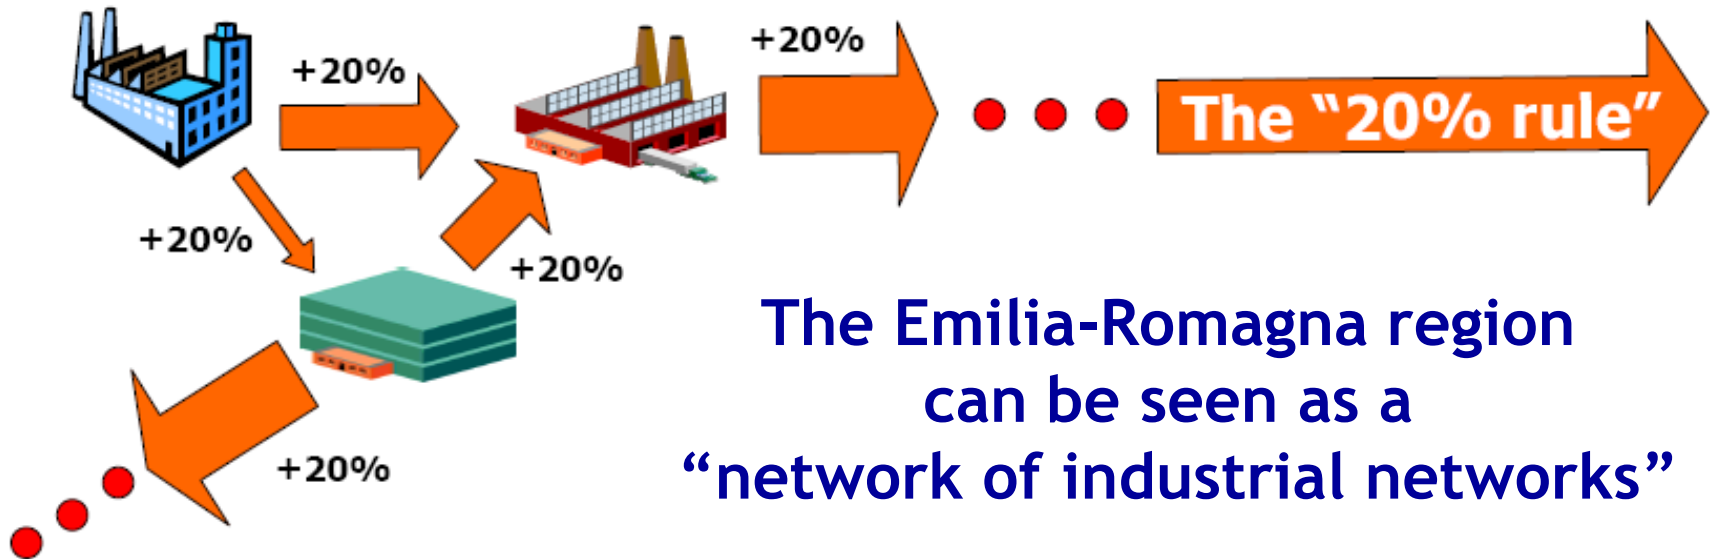 +20%
+20%
The “20% rule”
+20%
+20%
+20%
The Emilia-Romagna region
can be seen as a
“network of industrial networks”